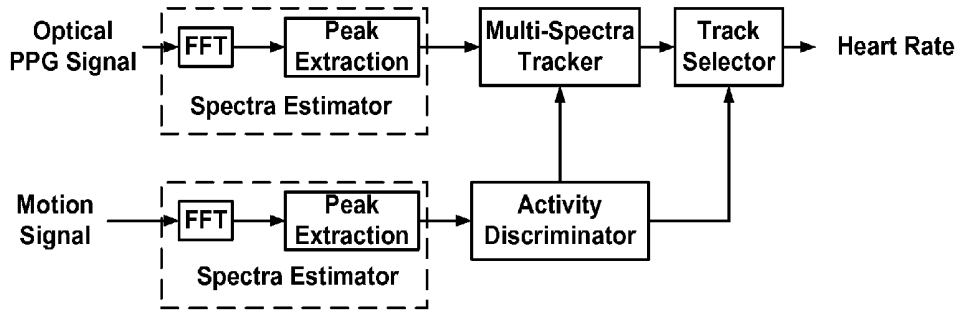 Optical
PPG Signal
FFT
Peak
Extraction
Spectra Estimator
Multi-Spectra
Tracker
Track
Selector
Heart Rate
Motion
Signal
FFT
Peak
Extraction
Spectra Estimator
Activity
Discriminator